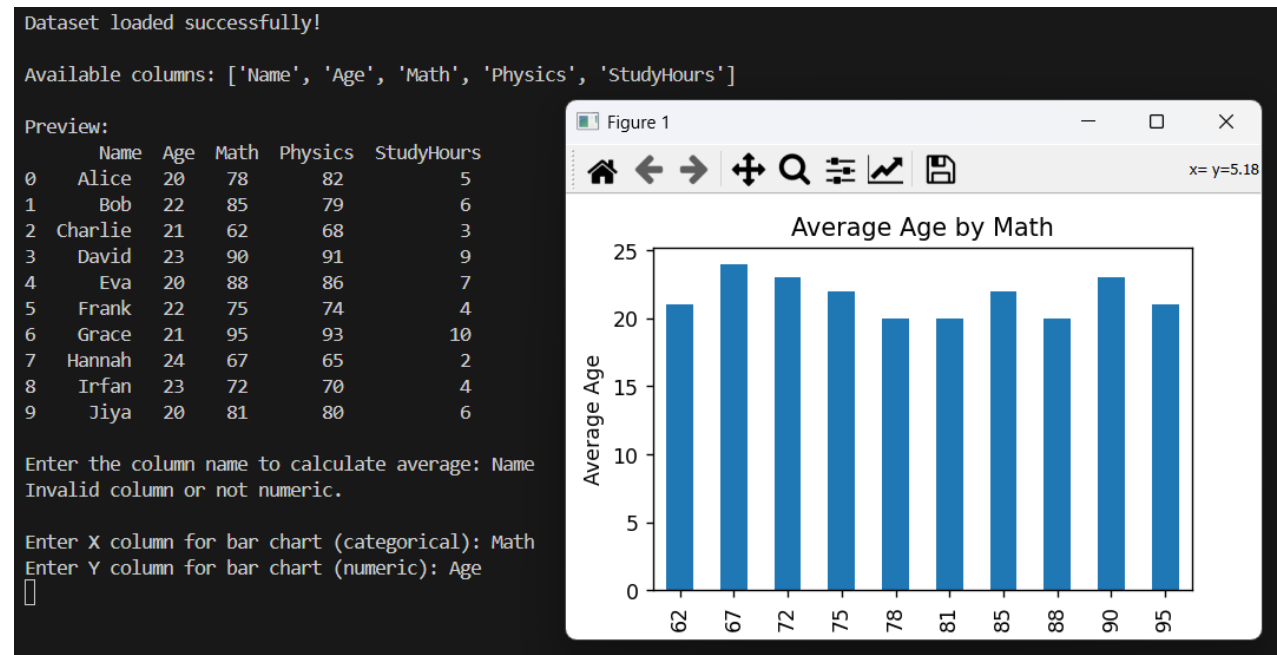 Dataset loaded successfully!
Available columns: ['Name', 'Age', 'Math', 'Physics', 'StudyHours']
Preview:
Name Age Math Physics StudyHours
0 Alice 20 78 82 5
1 Bob 22 85 79 6
2 Charlie 21 62 68 3
3 David 23 90 91 9
4 Eva 20 88 86 7
5 Frank 22 75 74 4
6 Grace 21 95 93 10
7 Hannah 24 67 65 2
8 Irfan 23 72 70 4
9 Jiya 20 81 80 6
Enter the column name to calculate average: Name
Invalid column or not numeric.
Enter X column for bar chart (categorical): Math
Enter Y column for bar chart (numeric): Age
Figure 1
x= y=5.18
Average Age by Math
Average Age
25
20
15
10
5
0
62 67 72 75 78 81 85 88 90 95